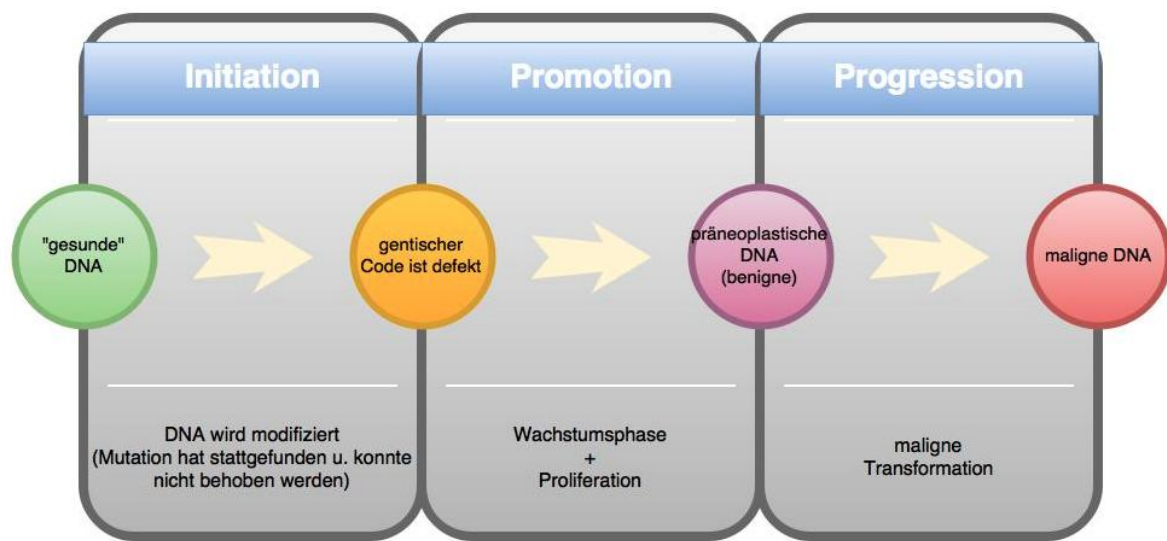 Initiation
Promotion
Progression
"gesunde"
DNA
gentischer
Code ist defekt
präneoplastische
DNA
(benigne)
maligne DNA
DNA wird modifiziert
(Mutation hat stattgefunden u. konnte
nicht behoben werden)
Wachstumsphase
+
Proliferation
maligne
Transformation